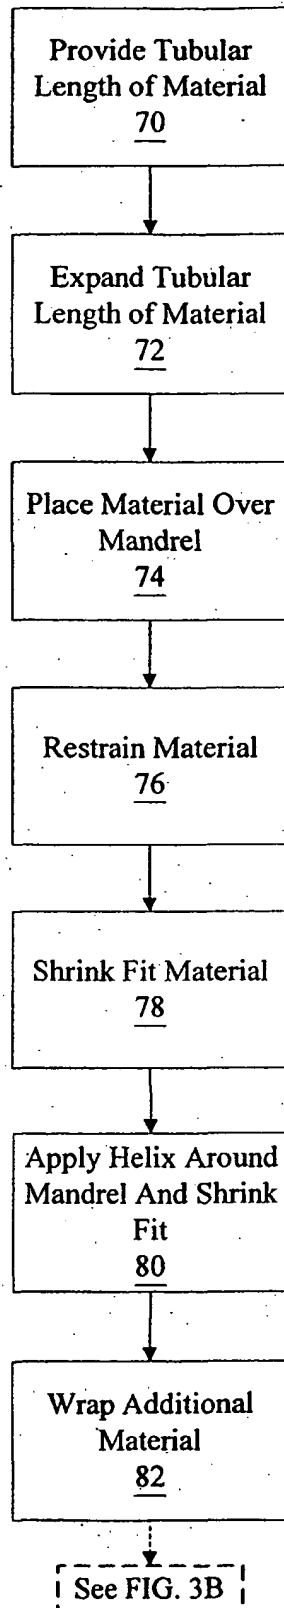 Provide Tubular
Length of Material
70
Expand Tubular
Length of Material
72
Place Material Over
Mandrel
74
Restrain Material
76
Shrink Fit Material
78
Apply Helix Around
Mandrel And Shrink
Fit
80
Wrap Additional
Material
82
See FIG. 3B